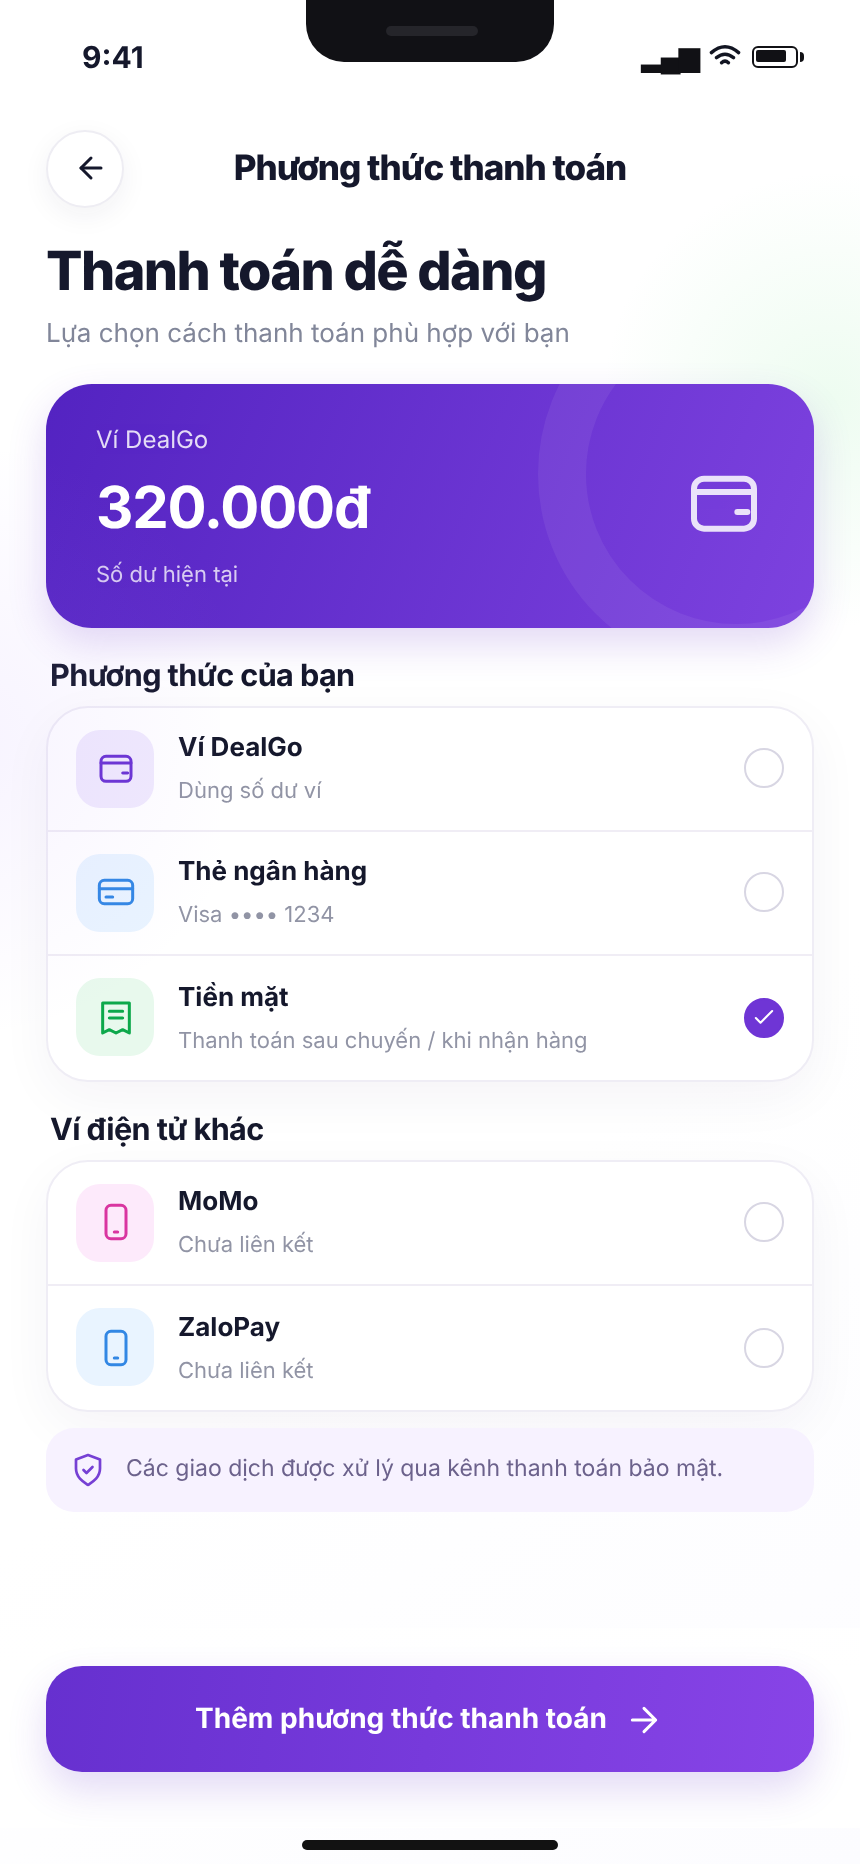 9:41
Phương thức thanh toán
Thanh toán dễ dàng
Lựa chọn cách thanh toán phù hợp với bạn
Ví DealGo
320.000đ
Số dư hiện tại
Phương thức của bạn
Ví DealGo
Dùng số dư ví
Thẻ ngân hàng
Visa •••• 1234
Tiền mặt
Thanh toán sau chuyến / khi nhận hàng
Ví điện tử khác
MoMo
Chưa liên kết
ZaloPay
Chưa liên kết
Các giao dịch được xử lý qua kênh thanh toán bảo mật.
Thêm phương thức thanh toán